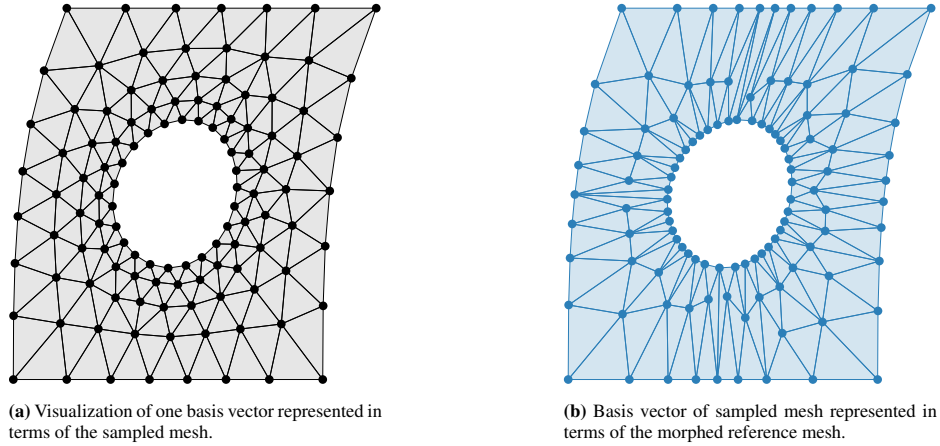 (a) Visualization of one basis vector represented in
terms of the sampled mesh.
(b) Basis vector of sampled mesh represented in
terms of the morphed reference mesh.